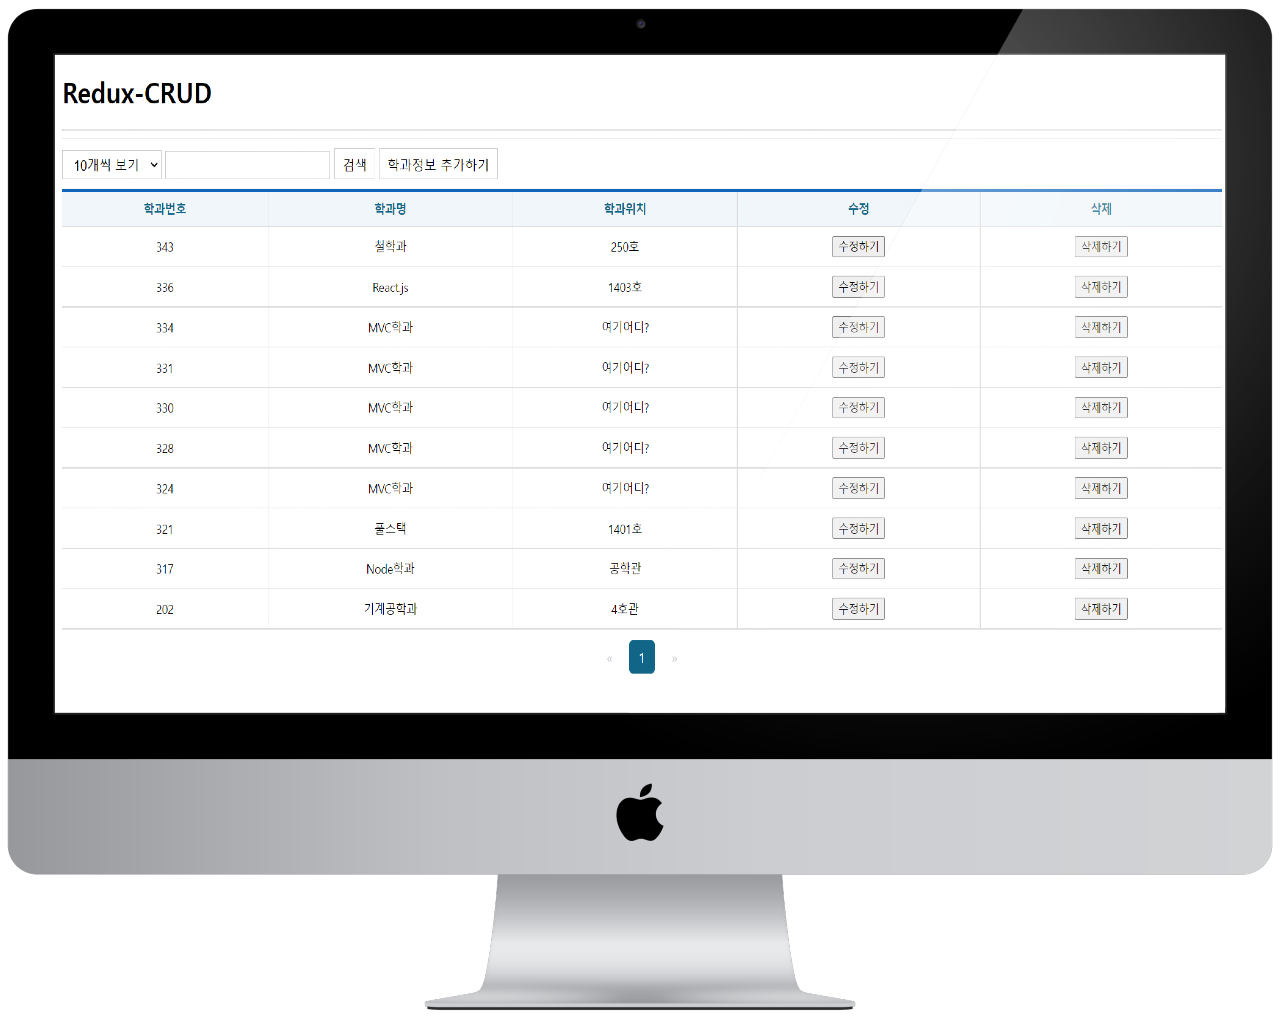 Redux-CRUD
10개씩 보기 검색 학과정보 추가하기
학과번호 학과명 학과위치 수정 삭제
343 철학과 250호 수정하기 삭제하기
336 React.js 1403호 수정하기 삭제하기
334 MVC학과 여기어디? 수정하기 삭제하기
331 MVC학과 여기어디? 수정하기 삭제하기
330 MVC학과 여기어디? 수정하기 삭제하기
328 MVC학과 여기어디? 수정하기 삭제하기
324 MVC학과 여기어디? 수정하기 삭제하기
321 풀스택 1401호 수정하기 삭제하기
317 Node학과 공학관 수정하기 삭제하기
202 기계공학과 4호관 수정하기 삭제하기
« 1 »